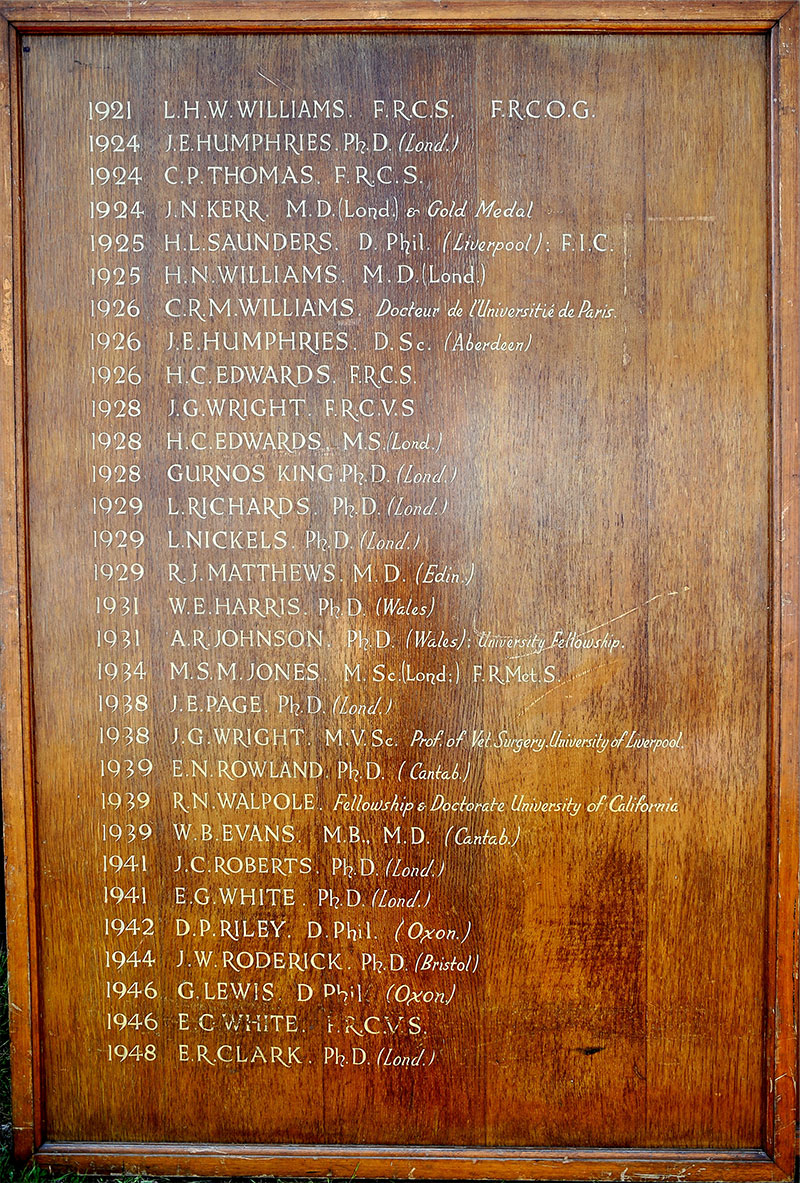 1921 L.H.W.WILLIAMS. F.R.C.S. F.R.C.O.G.
1924 J.E.HUMPHRIES. Ph.D. (Lond.)
1924 C.P.THOMAS. F.R.C.S.
1924 J.N.KERR. M.D.(Lond.) & Gold Medal
1925 H.L.SAUNDERS. D. Phil. (Liverpool); F.I.C.
1925 H.N.WILLIAMS. M.D.(Lond.)
1926 C.R.M.WILLIAMS. Docteur de l'Universitié de Paris.
1926 J.E.HUMPHRIES. D.Sc. (Aberdeen)
1926 H.C.EDWARDS. F.R.C.S.
1928 J.G.WRIGHT. F.R.C.V.S
1928 H.C.EDWARDS. M.S.(Lond.)
1928 GURNOS KING.Ph.D. (Lond.)
1929 L.RICHARDS. Ph.D. (Lond.)
1929 L.NICKELS. Ph.D. (Lond.)
1929 R.J.MATTHEWS. M.D. (Edin.)
1931 W.E.HARRIS. Ph.D. (Wales)
1931 A.R.JOHNSON. Ph.D. (Wales); University Fellowship.
1934 M.S.M.JONES. M.Sc.(Lond;) F.R.Met.S.
1938 J.E.PAGE. Ph.D. (Lond.)
1938 J.G.WRIGHT. M.V.Sc. Prof. of Vet. Surgery. University of Liverpool.
1939 E.N.ROWLAND. Ph.D. (Cantab.)
1939 R.N.WALPOLE. Fellowship & Doctorate University of California
1939 W.B.EVANS. M.B., M.D. (Cantab.)
1941 J.C.ROBERTS. Ph.D. (Lond.)
1941 E.G.WHITE. Ph.D. (Lond.)
1942 D.P.RILEY. D.Phil. (Oxon.)
1944 J.W.RODERICK. Ph.D. (Bristol)
1946 G.LEWIS. D Phil. (Oxon.)
1946 E.G.WHITE. F.R.C.V.S.
1948 E.R.CLARK. Ph.D. (Lond.)